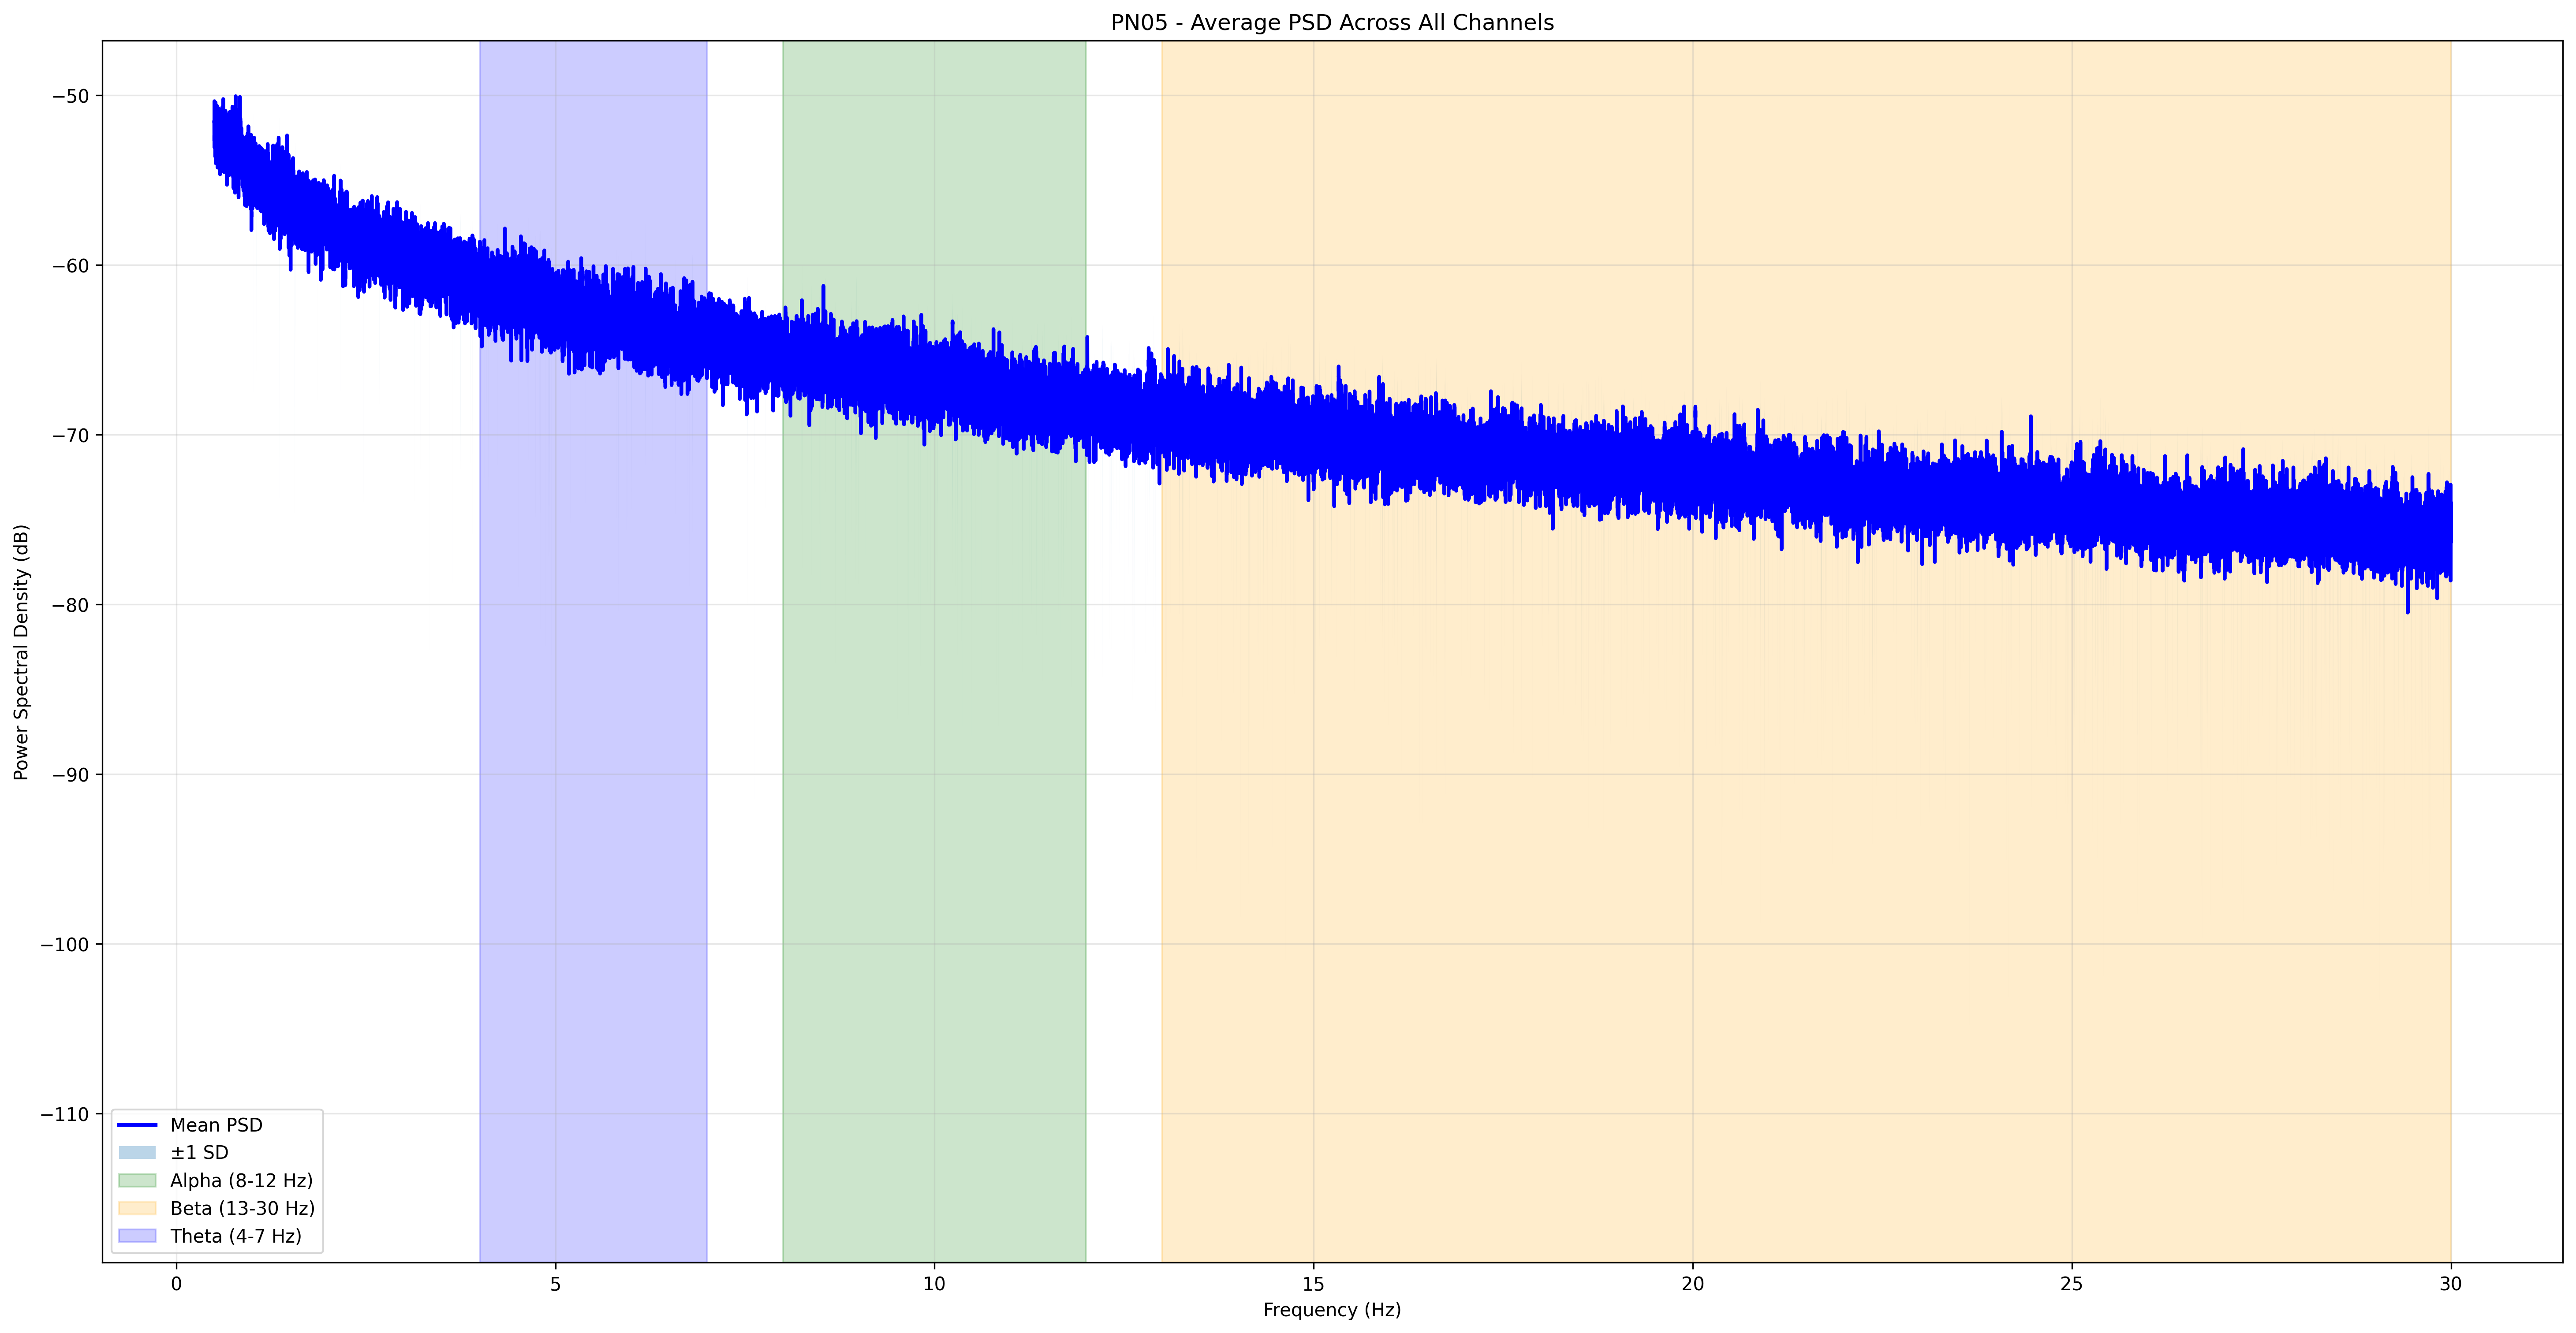 PN05 - Average PSD Across All Channels
Power Spectral Density (dB)
−50
−60
−70
−80
−90
−100
−110
Mean PSD
±1 SD
Alpha (8-12 Hz)
Beta (13-30 Hz)
Theta (4-7 Hz)
0 5 10 15 20 25 30
Frequency (Hz)